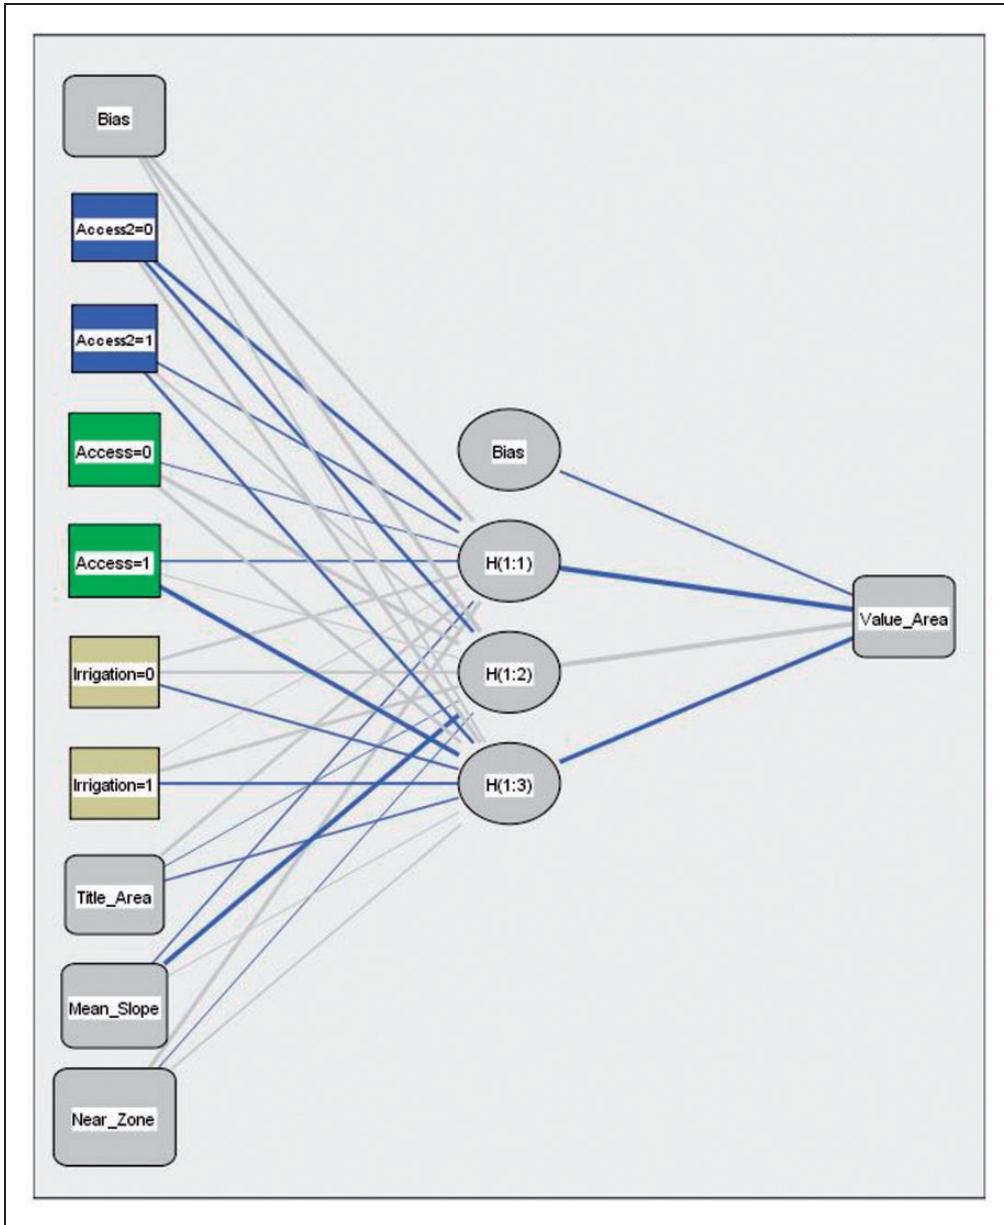 Bias
Access2=0
Access2=1
Access=0
Access=1
Irrigation=0
Irrigation=1
Title_Area
Mean_Slope
Near_Zone
Bias
H(1:1)
H(1:2)
H(1:3)
Value_Area